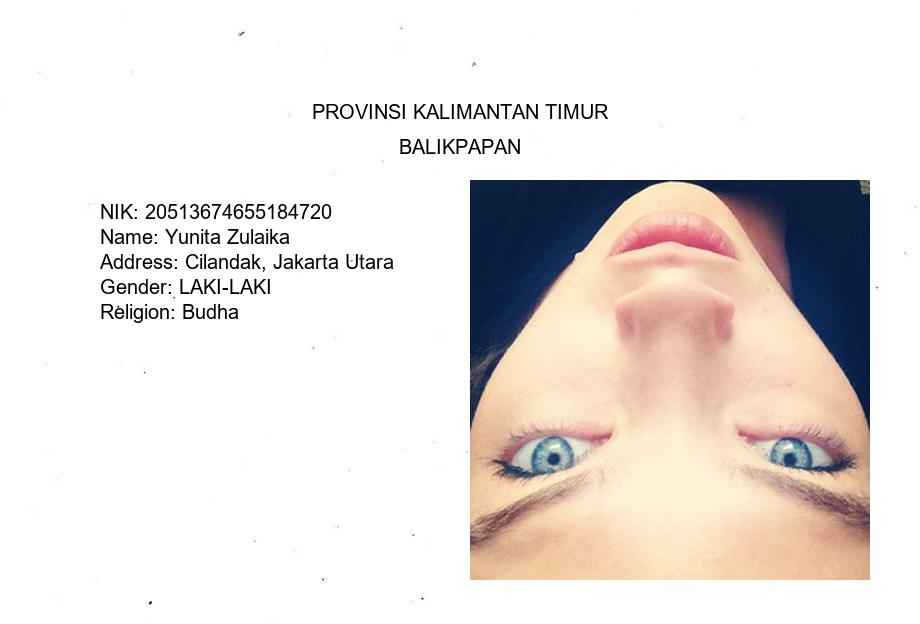 PROVINSI KALIMANTAN TIMUR
BALIKPAPAN
NIK: 20513674655184720
Name: Yunita Zulaika
Address: Cilandak, Jakarta Utara
Gender: LAKI-LAKI
Religion: Budha